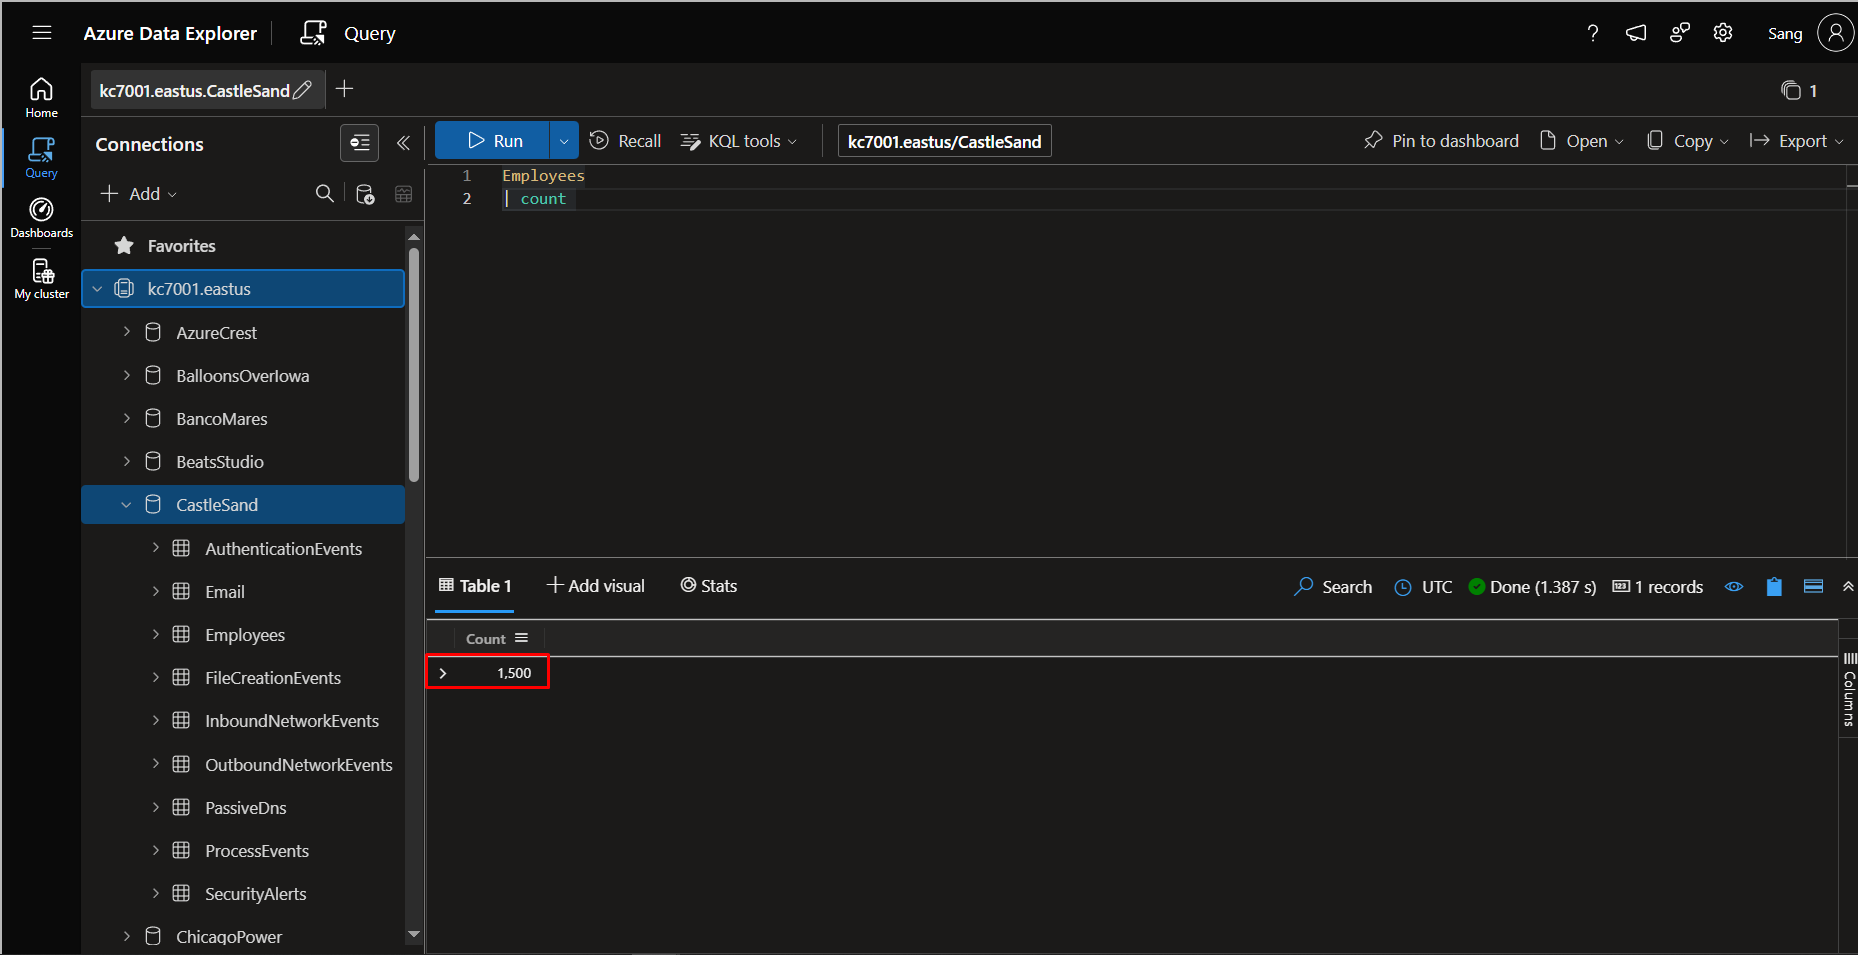 Azure Data Explorer
Query
Sang
Home
Query
Dashboards
My cluster
kc7001.eastus.CastleSand
1
Connections
Add
Favorites
kc7001.eastus
AzureCrest
BalloonsOverIowa
BancoMares
BeatsStudio
CastleSand
AuthenticationEvents
Email
Employees
FileCreationEvents
InboundNetworkEvents
OutboundNetworkEvents
PassiveDns
ProcessEvents
SecurityAlerts
ChicagoPower
Run
Recall
KQL tools
kc7001.eastus/CastleSand
Pin to dashboard
Open
Copy
Export
1 Employees
2 | count
Table 1
Add visual
Stats
Search
UTC
Done (1.387 s)
1 records
Count
1,500
Columns